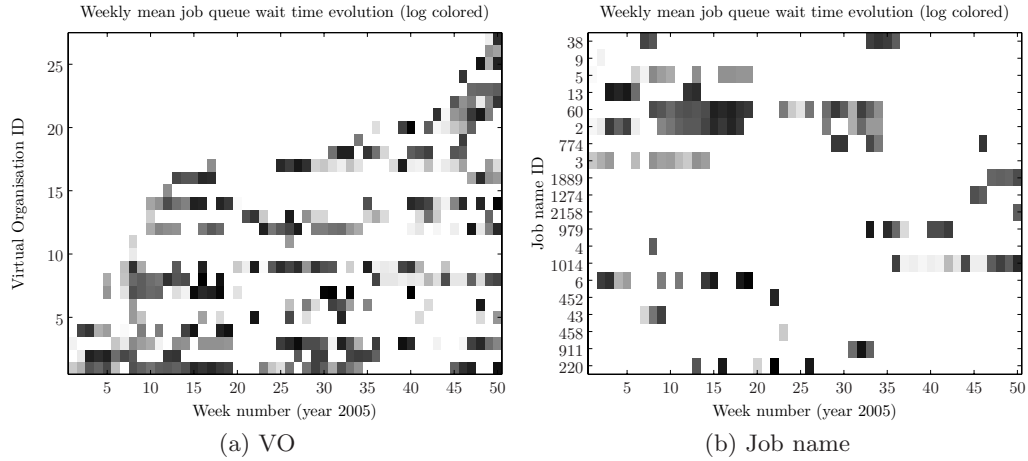 Weekly mean job queue wait time evolution (log colored)
25
20
15
10
5
Virtual Organisation ID
5 10 15 20 25 30 35 40 45 50
Week number (year 2005)
(a) VO
Weekly mean job queue wait time evolution (log colored)
38
9
5
13
60
2
774
3
1889
1274
2158
979
4
1014
6
452
43
458
911
220
Job name ID
5 10 15 20 25 30 35 40 45 50
Week number (year 2005)
(b) Job name